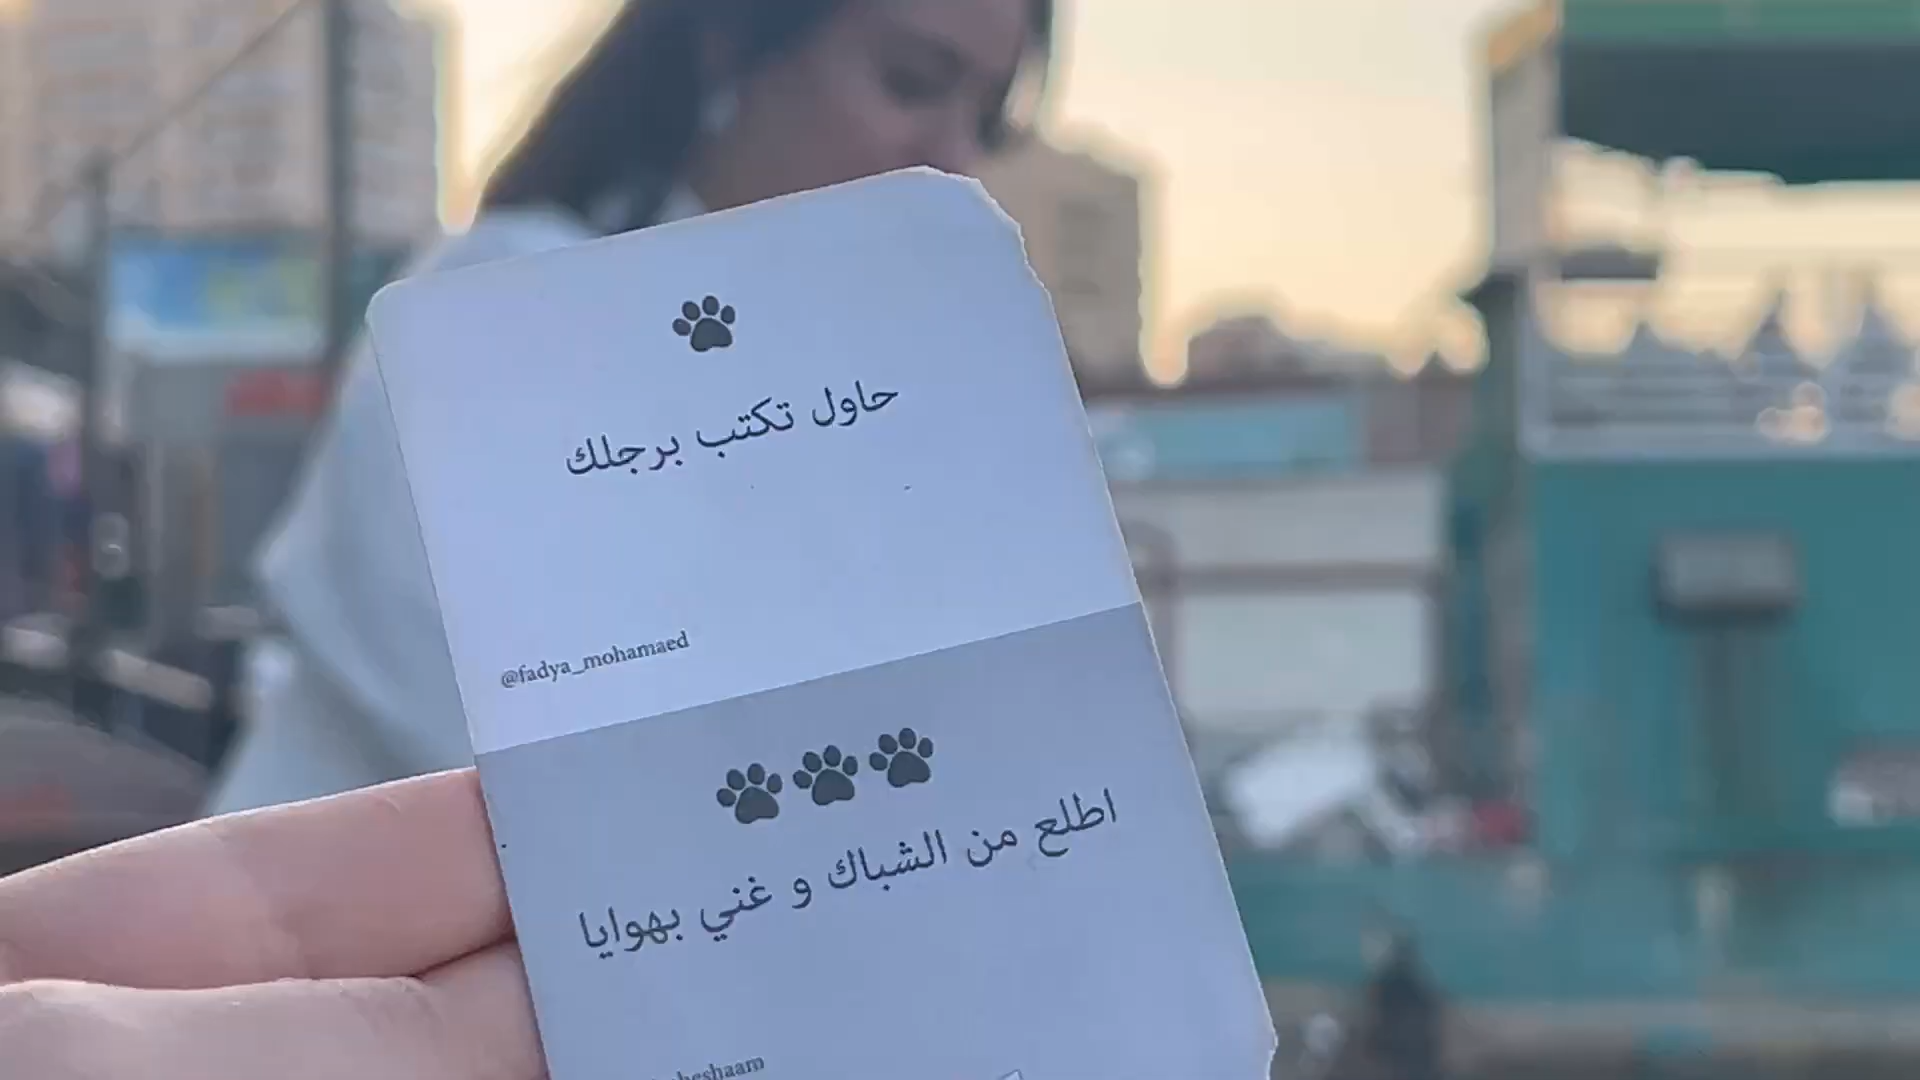 حاول تكتب برجلك
@fadya_mohamaed
اطلع من الشباك و غني بهوايا